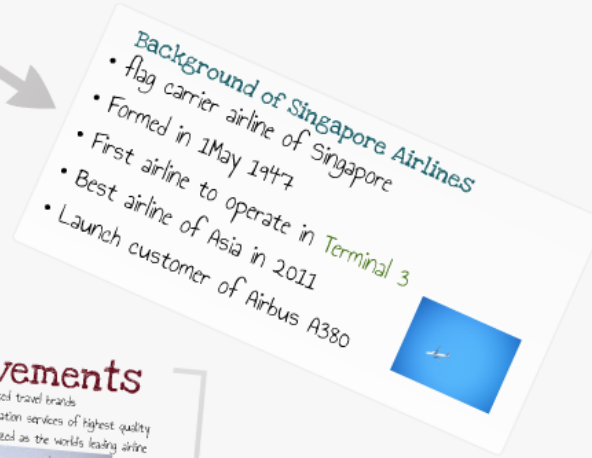 Background of Singapore Airlines
• flag carrier airline of Singapore
• Formed in 1May 1947
• First airline to operate in Terminal 3
• Best airline of Asia in 2011
• Launch customer of Airbus A380
vements
travel brands
ation services of highest quality
as the world's leading airline